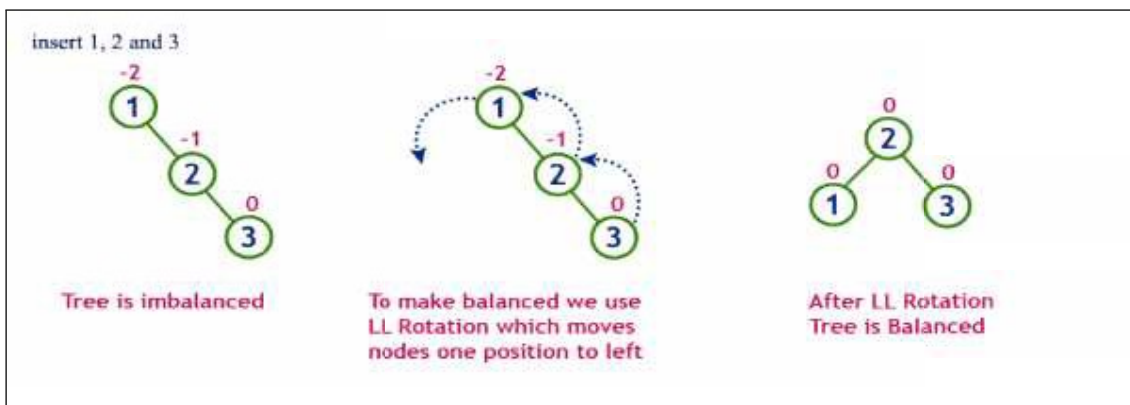 insert 1, 2 and 3
-2
1
-1
2
0
3
Tree is imbalanced
-2
1
-1
2
0
3
To make balanced we use
LL Rotation which moves
nodes one position to left
0
2
0
1
0
3
After LL Rotation
Tree is Balanced